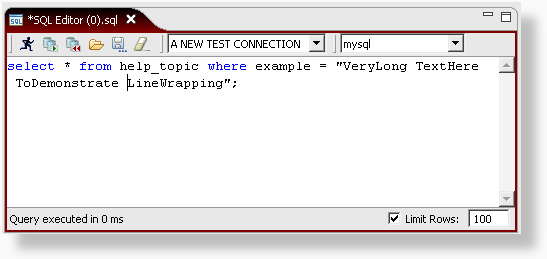 *SQL Editor (0).sql
A NEW TEST CONNECTION mysql
select * from help_topic where example = "VeryLong TextHere
ToDemonstrate LineWrapping";
Query executed in 0 ms Limit Rows: 100